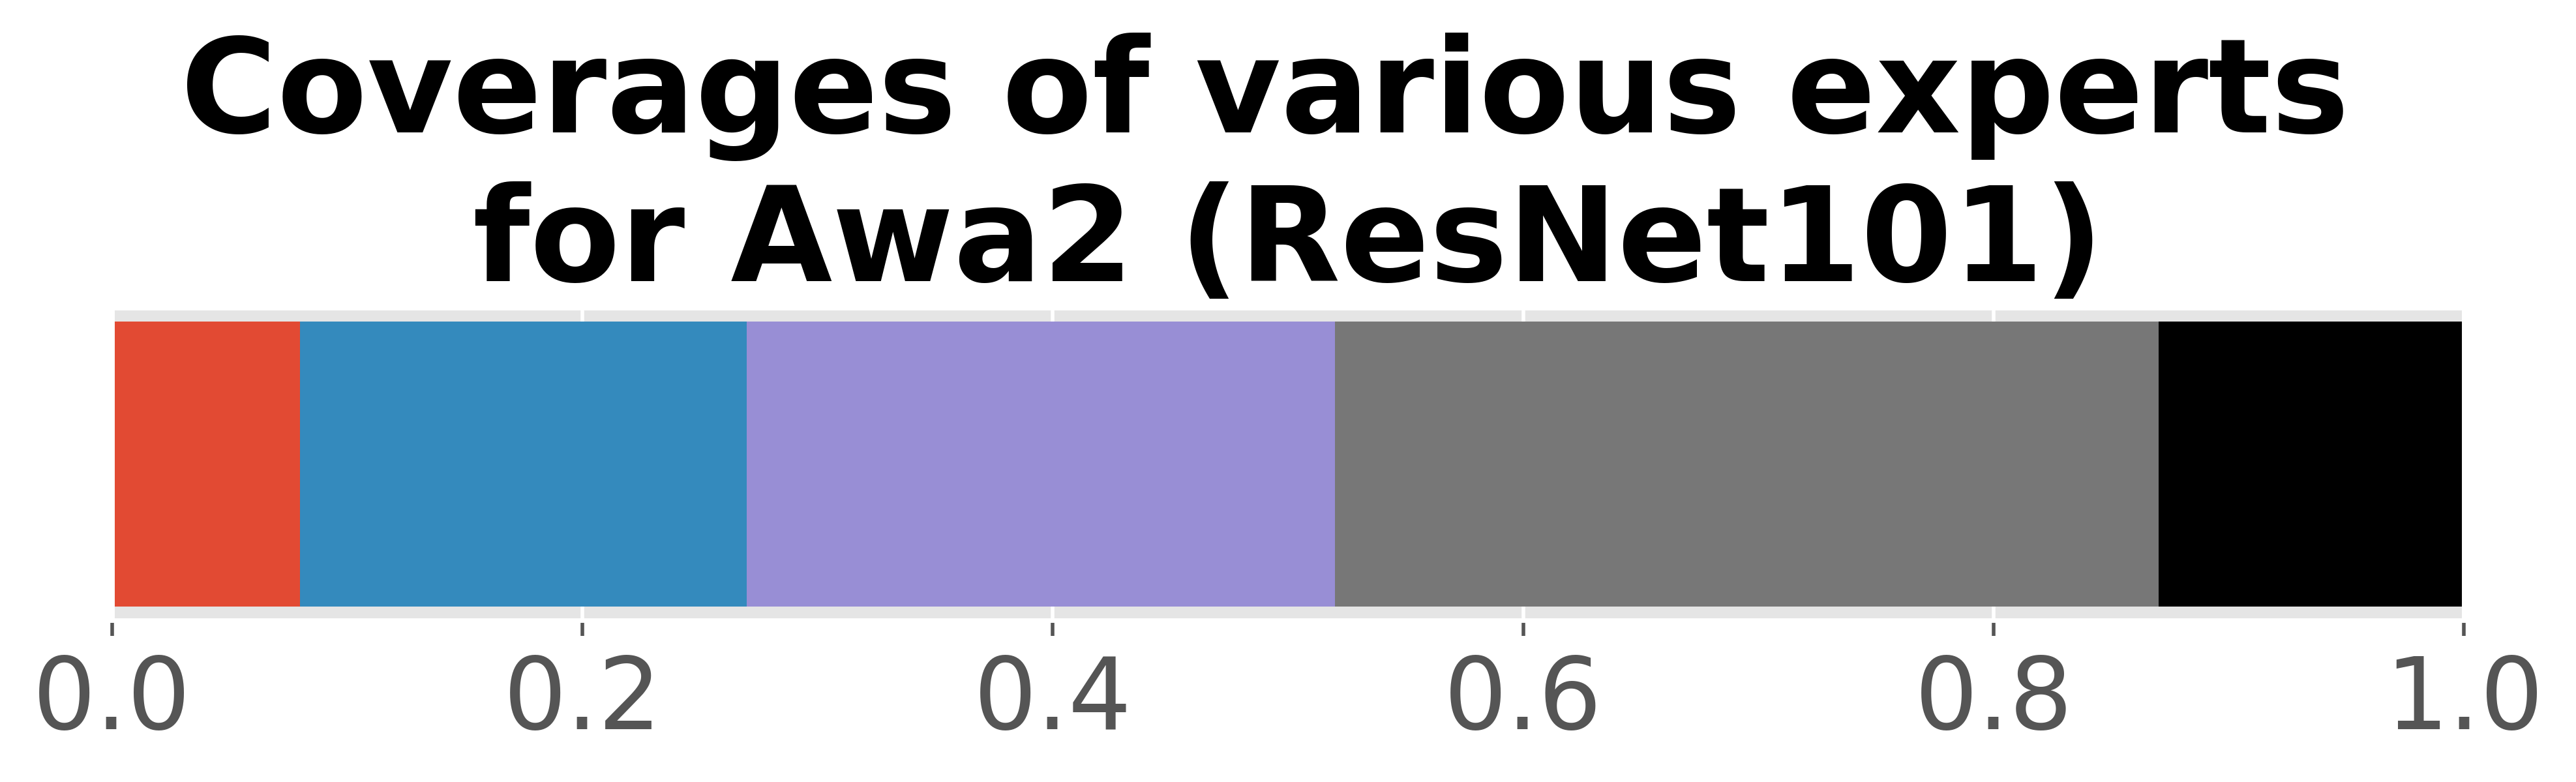 Coverages of various experts
for Awa2 (ResNet101)
0.0 0.2 0.4 0.6 0.8 1.0